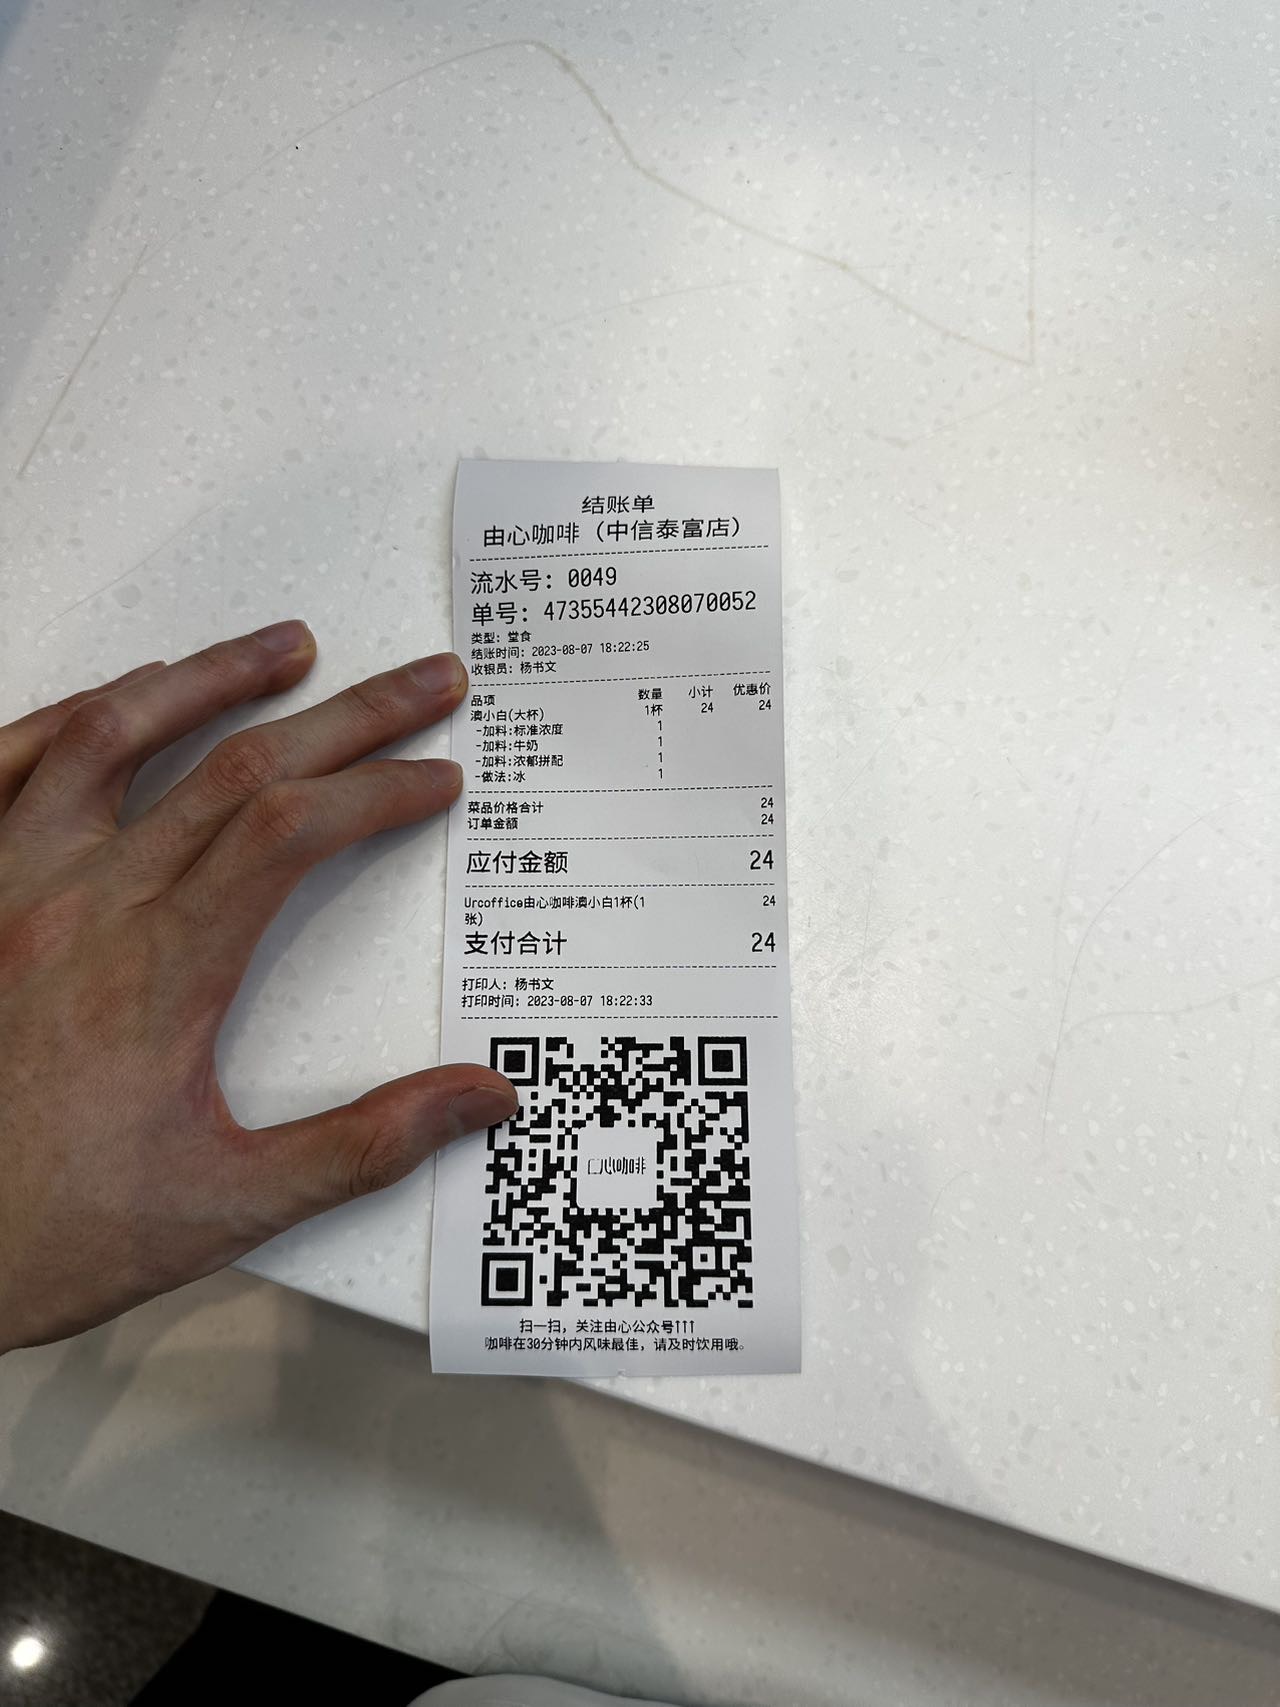 结账单
由心咖啡（中信泰富店）
流水号: 0049
单号: 47355442308070052
类型: 堂食
结账时间: 2023-08-07 18:22:25
收银员: 杨书文
品项 数量 小计 优惠价
澳小白(大杯) 1杯 24 24
-加料:标准浓度 1
-加料:牛奶 1
-加料:浓郁拼配 1
-做法:冰 1
菜品价格合计 24
订单金额 24
应付金额 24
Urcoffice由心咖啡澳小白1杯(1 24
张)
支付合计 24
打印人: 杨书文
打印时间: 2023-08-07 18:22:33
心咖啡
扫一扫，关注由心公众号↑↑↑
咖啡在30分钟内风味最佳，请及时饮用哦。